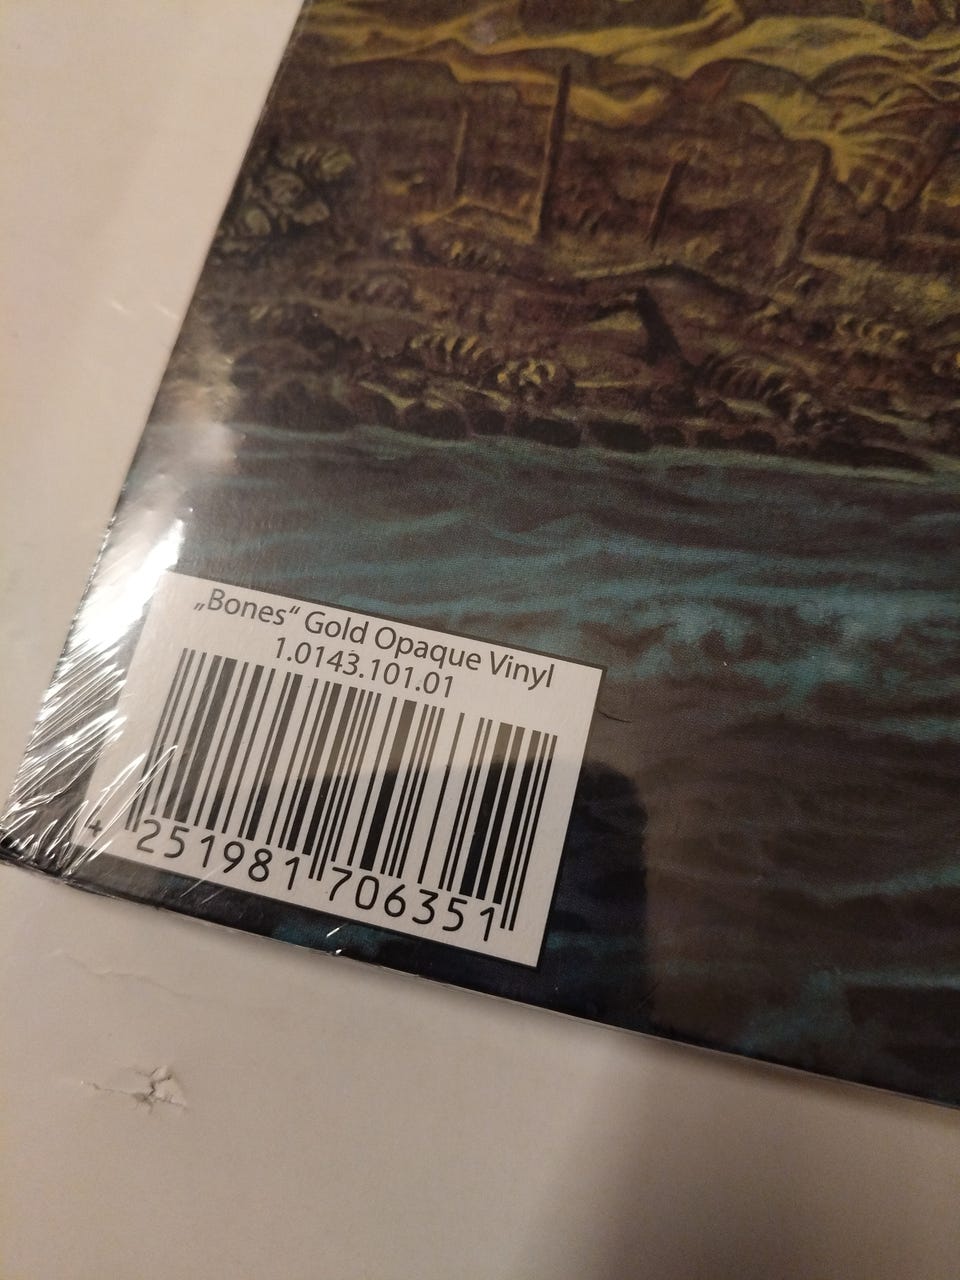 „Bones“ Gold Opaque Vinyl
1.0143.101.01
4 251981 706351